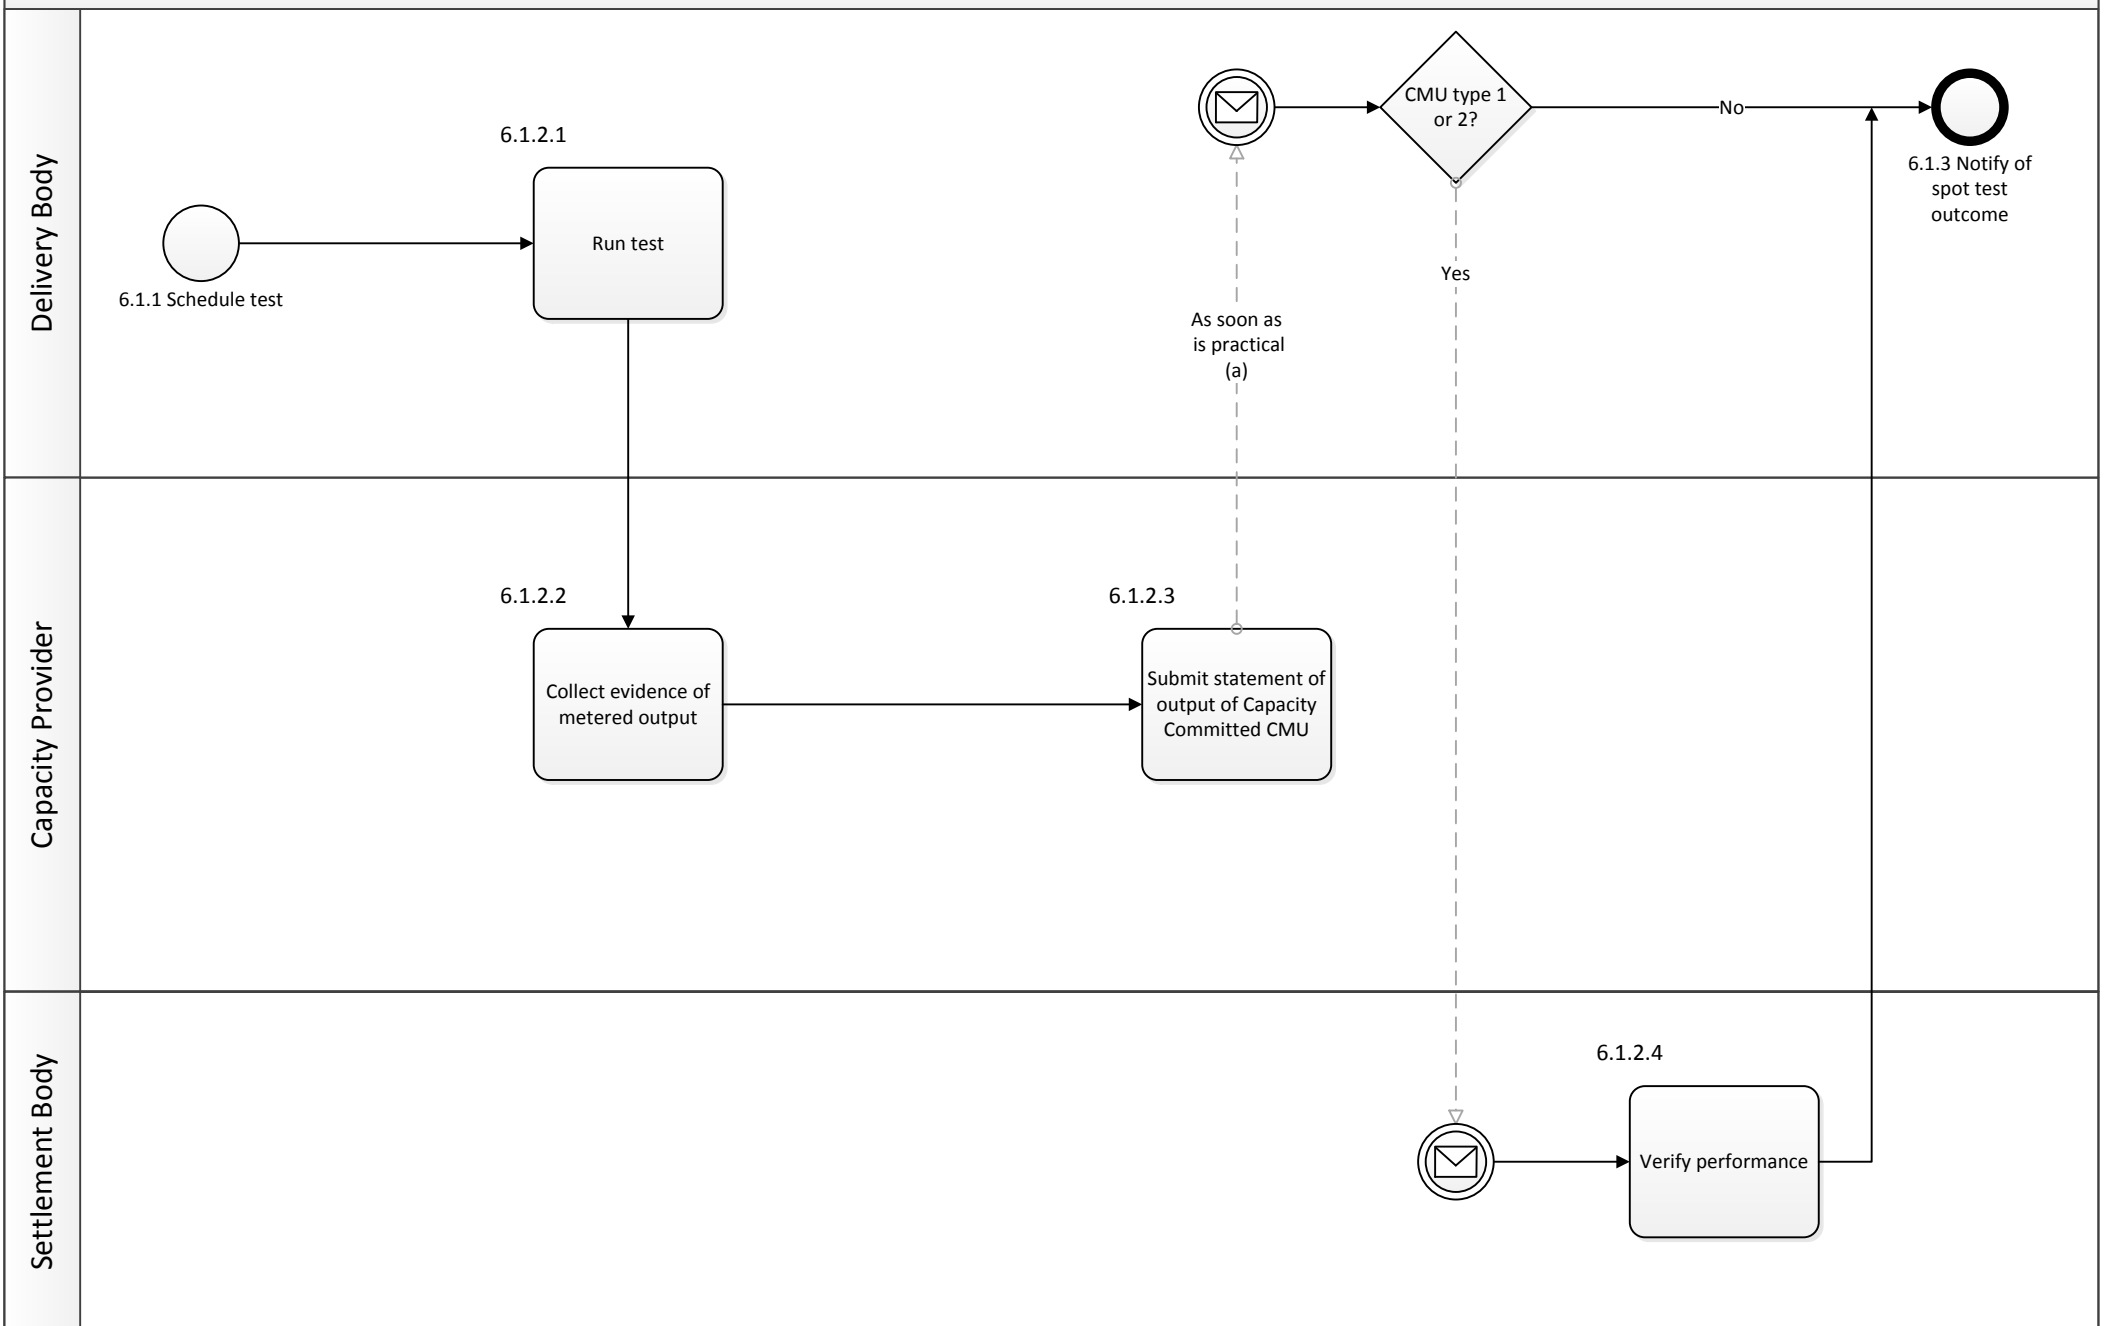 Delivery Body
6.1.1 Schedule test
6.1.2.1
Run test
As soon as
is practical
(a)
CMU type 1
or 2?
No
Yes
6.1.3 Notify of
spot test
outcome
Capacity Provider
6.1.2.2
Collect evidence of
metered output
6.1.2.3
Submit statement of
output of Capacity
Committed CMU
Settlement Body
6.1.2.4
Verify performance